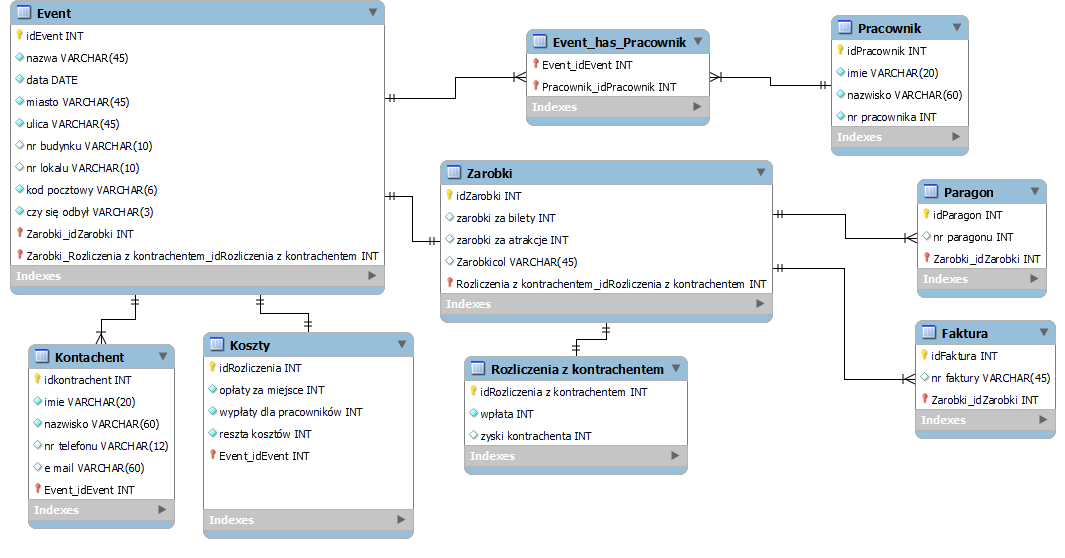 Event
idEvent INT
nazwa VARCHAR(45)
data DATE
miasto VARCHAR(45)
ulica VARCHAR(45)
nr budynku VARCHAR(10)
nr lokalu VARCHAR(10)
kod pocztowy VARCHAR(6)
czy się odbył VARCHAR(3)
Zarobki_idZarobki INT
Zarobki_Rozliczenia z kontrachentem_idRozliczenia z kontrachentem INT
Indexes
Event_has_Pracownik
Event_idEvent INT
Pracownik_idPracownik INT
Indexes
Pracownik
idPracownik INT
imie VARCHAR(20)
nazwisko VARCHAR(60)
nr pracownika INT
Indexes
Zarobki
idZarobki INT
zarobki za bilety INT
zarobki za atrakcje INT
Zarobkicol VARCHAR(45)
Rozliczenia z kontrachentem_idRozliczenia z kontrachentem INT
Indexes
Paragon
idParagon INT
nr paragonu INT
Zarobki_idZarobki INT
Indexes
Kontachent
idkontrachent INT
imie VARCHAR(20)
nazwisko VARCHAR(60)
nr telefonu VARCHAR(12)
e mail VARCHAR(60)
Event_idEvent INT
Indexes
Koszty
idRozliczenia INT
opłaty za miejsce INT
wypłaty dla pracowników INT
reszta kosztów INT
Event_idEvent INT
Indexes
Rozliczenia z kontrachentem
idRozliczenia z kontrachentem INT
wpłata INT
zyski kontrachenta INT
Indexes
Faktura
idFaktura INT
nr faktury VARCHAR(45)
Zarobki_idZarobki INT
Indexes